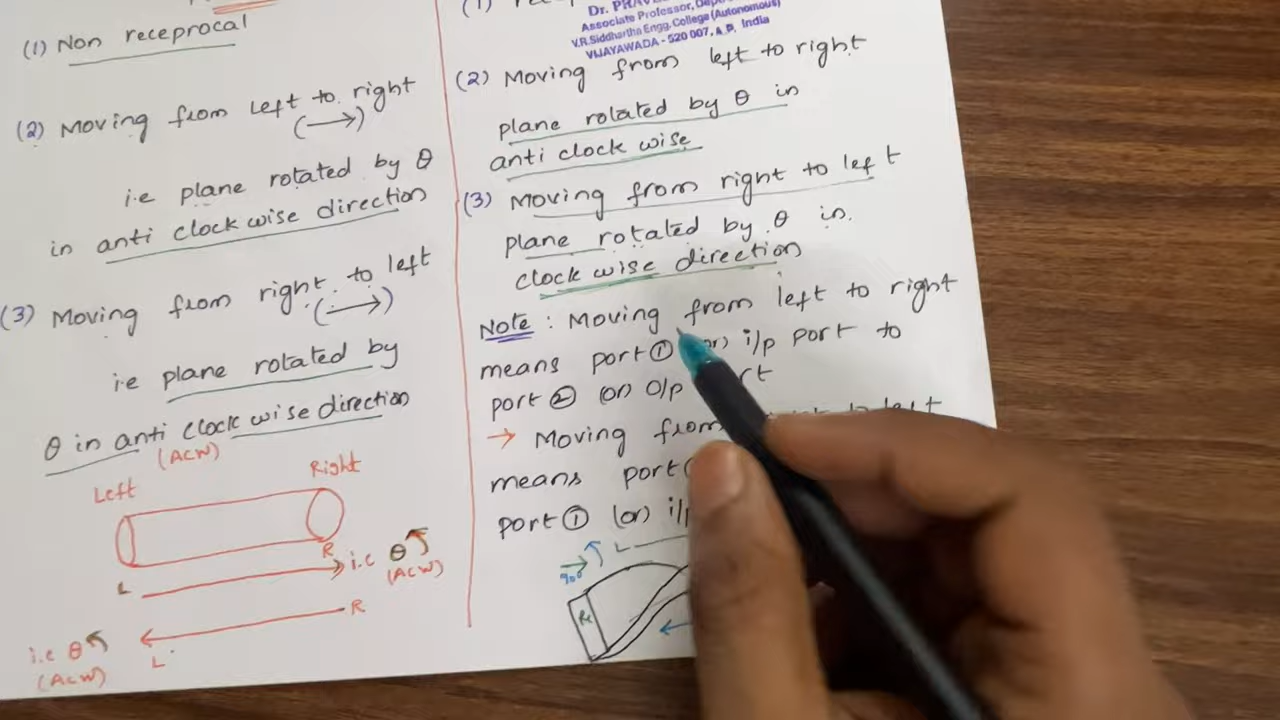 (1) Non receprocal
(2) Moving from left to right
(→)
i.e plane rotated by θ
in anti clock wise direction
(3) Moving from right to left
(→)
i.e plane rotated by
θ in anti clock wise direction
(ACW)
Left Right
R
L i.e θ
(ACW)
R
L
i.e θ
(ACW)
(1)
Associate Professor,
V.R.Siddhartha Engg. College (Autonomous)
VIJAYAWADA - 520 007, A.P, India
(2) Moving from left to right
plane rotated by θ in
anti clock wise
(3) Moving from right to left
plane rotated by θ in
clock wise direction
Note : Moving from left to right
means port ① i/p port to
port ② (or) o/p
→ Moving from left
means port
port ① (or) i/p
L
90°